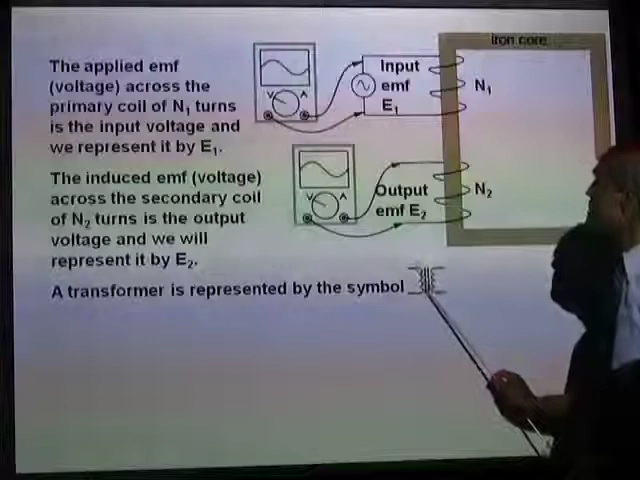 iron core
The applied emf
(voltage) across the
primary coil of N₁ turns
is the input voltage and
we represent it by E₁.
V A
Input
emf
E₁
N₁
The induced emf (voltage)
across the secondary coil
of N₂ turns is the output
voltage and we will
represent it by E₂.
V A
Output
emf E₂
N₂
A transformer is represented by the symbol